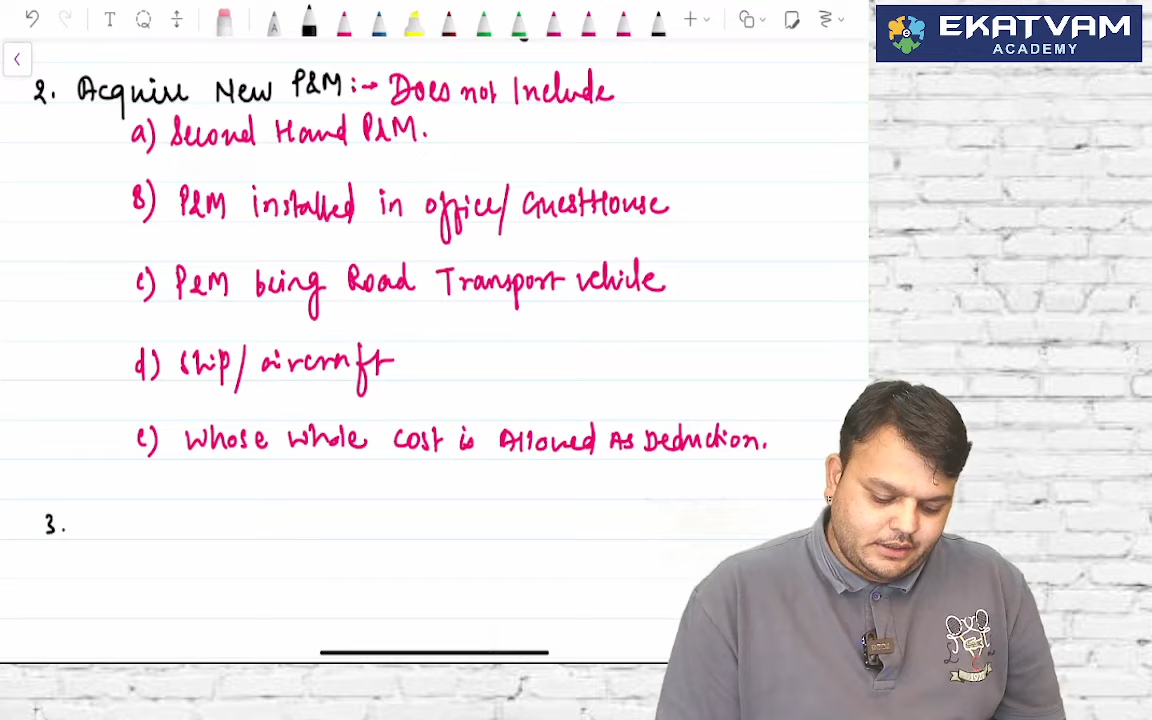 EKATVAM
ACADEMY
2. Acquire New P&M :→ Does not Include
a) Second Hand P&M.
B) P&M installed in office/ GuestHouse
c) P&M being Road Transport vehicle
d) Ship/ aircraft
e) Whose whole cost is Allowed As Deduction.
3.